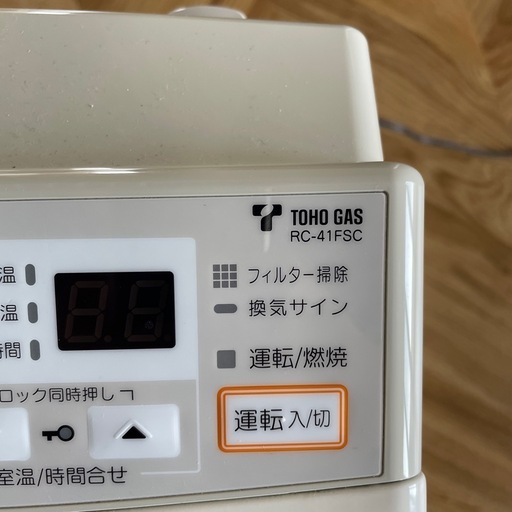 TOHO GAS
RC-41FSC
温
フィルター掃除
温
換気サイン
時間
運転/燃焼
ロック同時押し
運転 入/切
室温/時間合せ